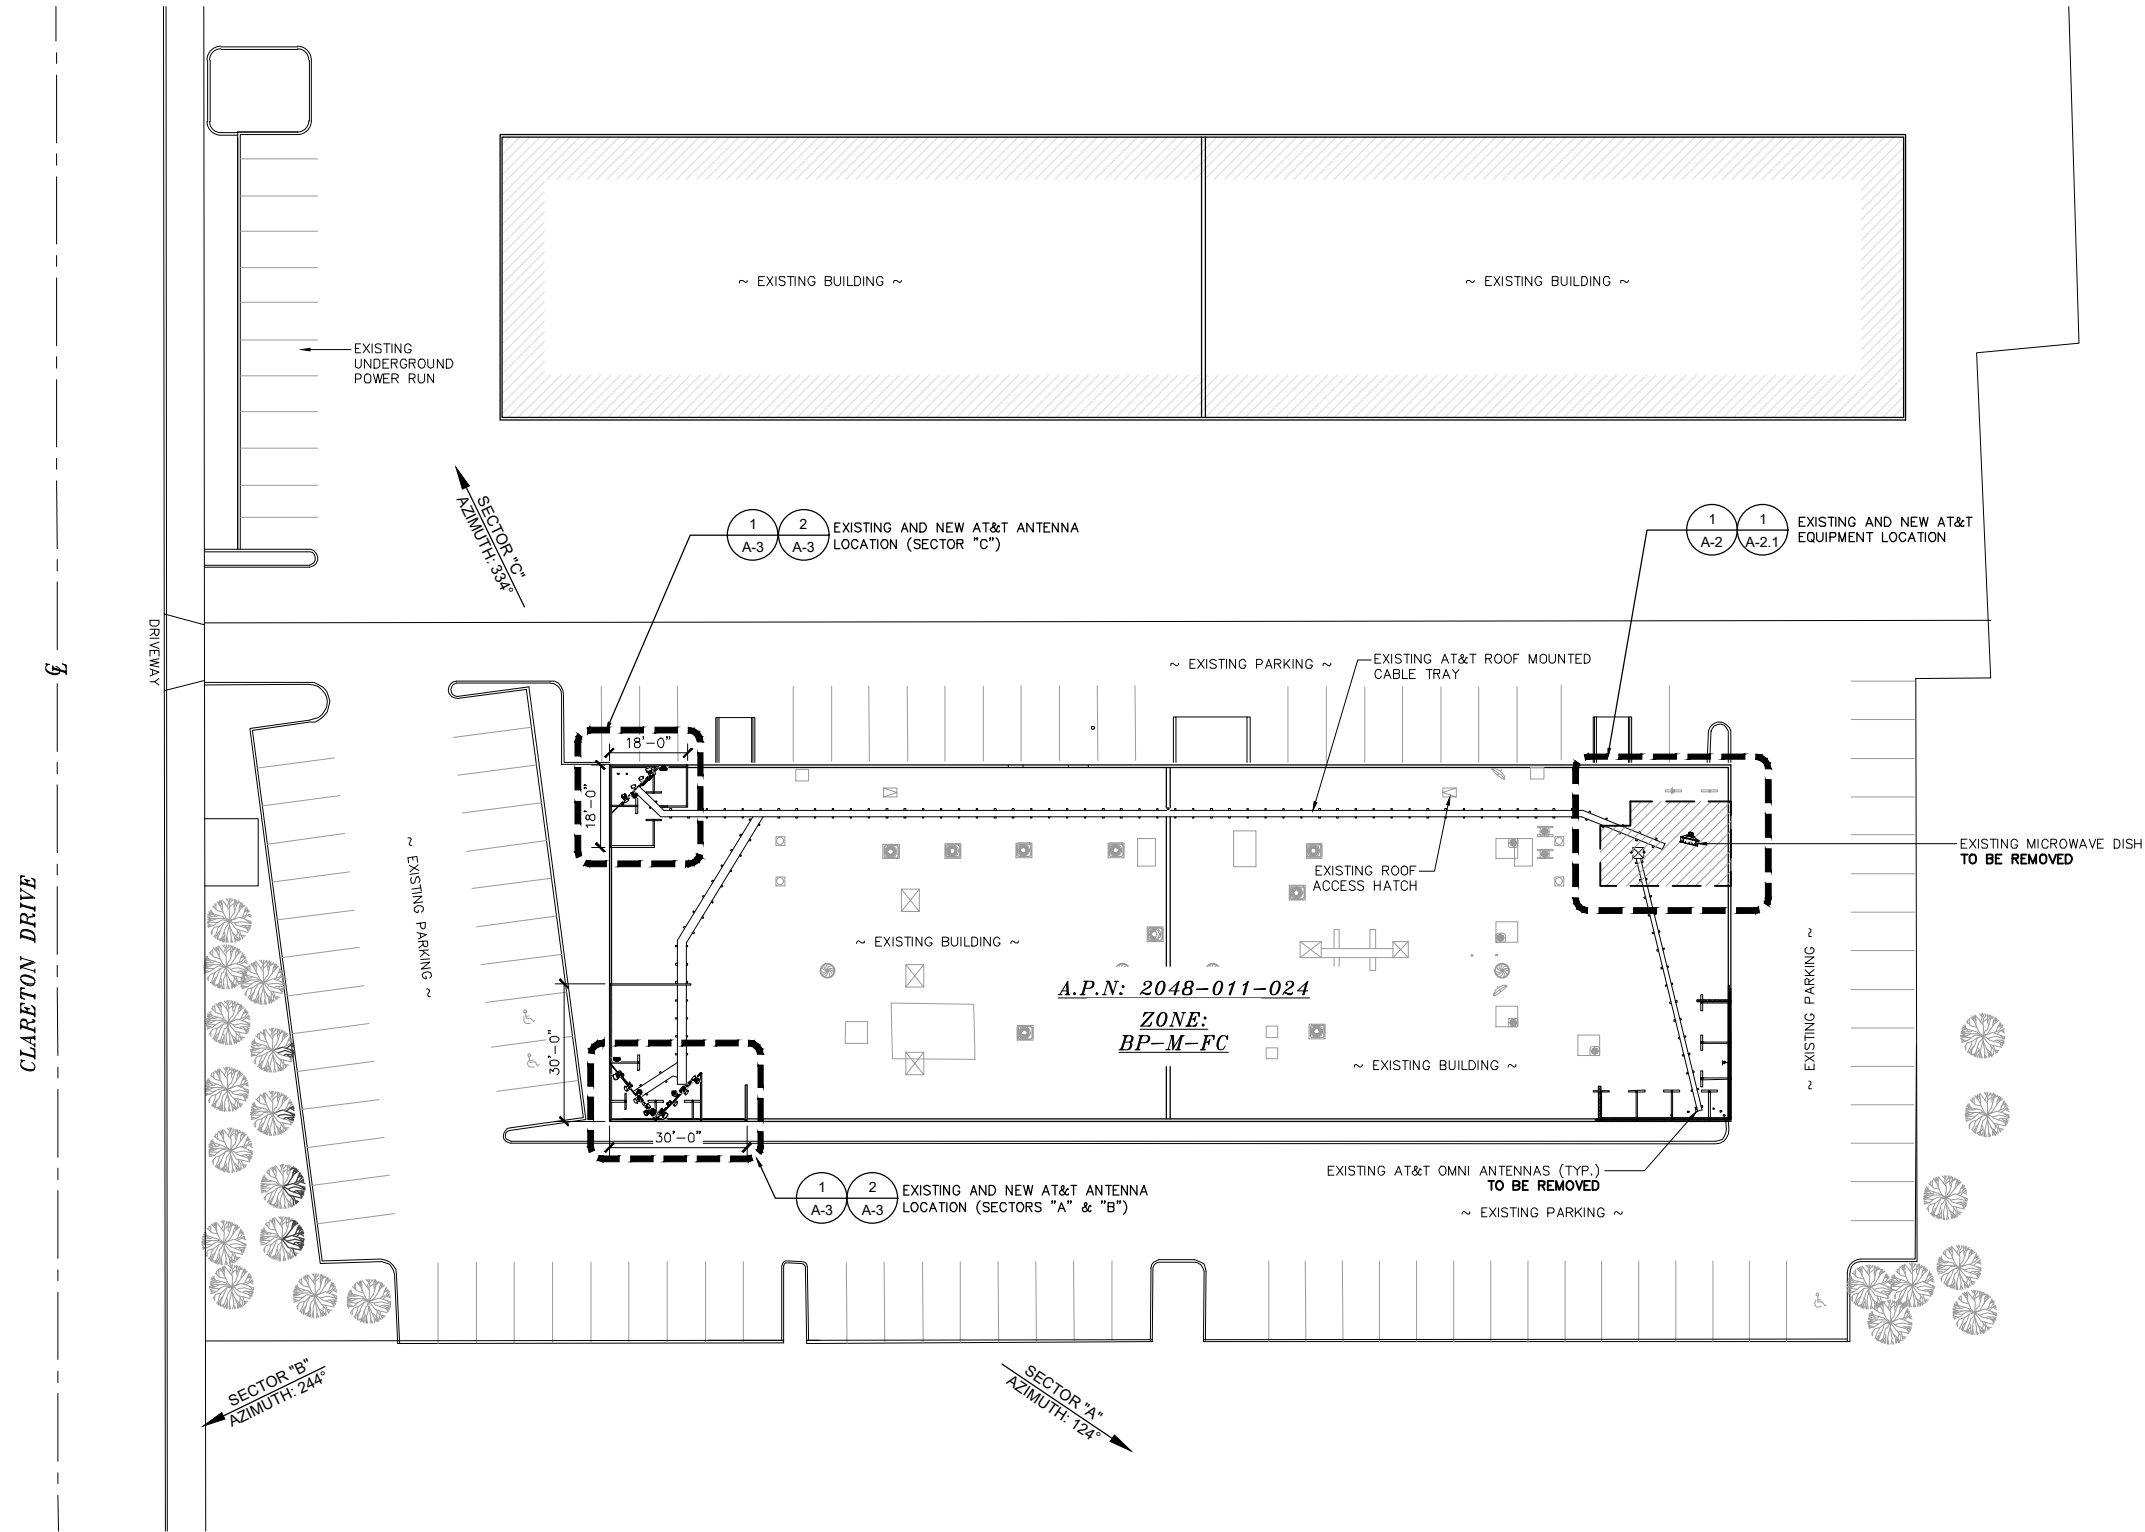 ~ EXISTING BUILDING ~
~ EXISTING BUILDING ~
EXISTING
UNDERGROUND
POWER RUN
SECTOR "C"
AZIMUTH: 334°
1
A-3
2
A-3
EXISTING AND NEW AT&T ANTENNA
LOCATION (SECTOR "C")
1
A-2
1
A-2.1
EXISTING AND NEW AT&T
EQUIPMENT LOCATION
DRIVEWAY
℄
~ EXISTING PARKING ~
EXISTING AT&T ROOF MOUNTED
CABLE TRAY
18'-0"
18'-0"
EXISTING MICROWAVE DISH
TO BE REMOVED
EXISTING ROOF
ACCESS HATCH
~ EXISTING PARKING ~
CLARETON DRIVE
~ EXISTING BUILDING ~
A.P.N: 2048-011-024
ZONE:
BP-M-FC
~ EXISTING PARKING ~
~ EXISTING BUILDING ~
30'-0"
30'-0"
1
A-3
2
A-3
EXISTING AND NEW AT&T ANTENNA
LOCATION (SECTORS "A" & "B")
EXISTING AT&T OMNI ANTENNAS (TYP.)
TO BE REMOVED
~ EXISTING PARKING ~
SECTOR "B"
AZIMUTH: 244°
SECTOR "A"
AZIMUTH: 124°